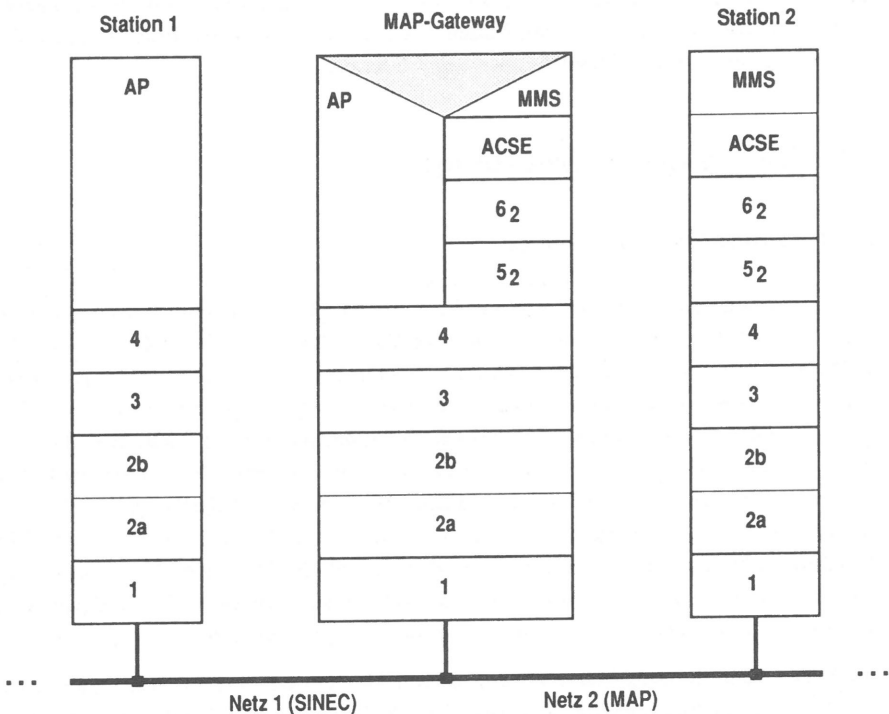 Station 1
MAP-Gateway
Station 2
AP
4
3
2b
2a
1
AP
MMS
ACSE
6 2
5 2
4
3
2b
2a
1
MMS
ACSE
6 2
5 2
4
3
2b
2a
1
...
...
Netz 1 (SINEC)
Netz 2 (MAP)